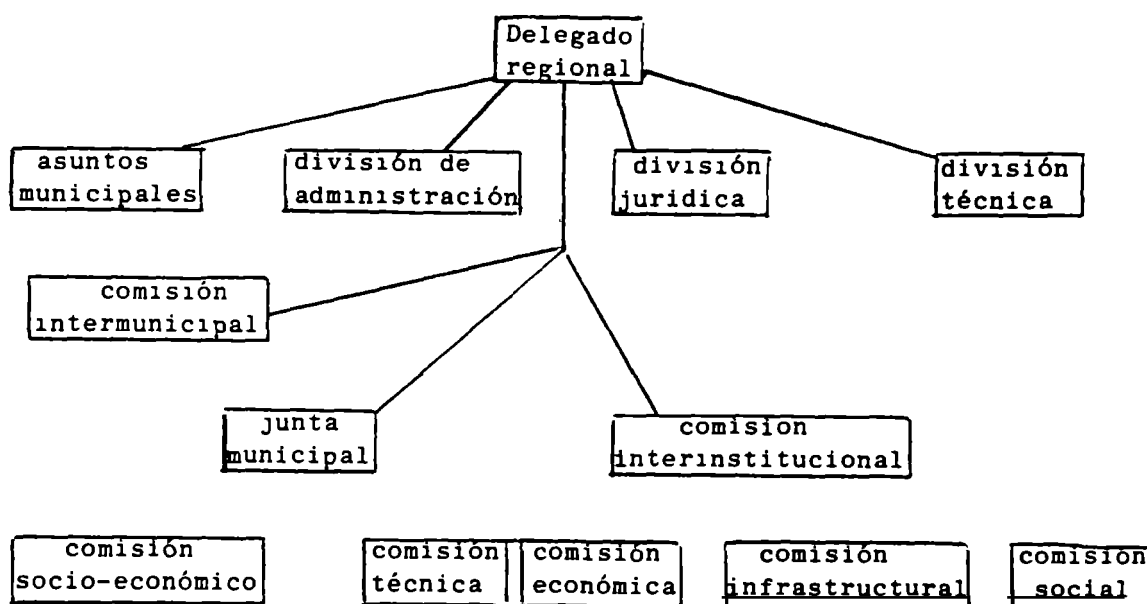 Delegado
regional
asuntos
municipales
división de
administración
división
juridica
división
técnica
comisión
intermunicipal
junta
municipal
comision
interinstitucional
comisión
socio-económico
comisión
técnica
comisión
económica
comisión
infrastructural
comisión
social